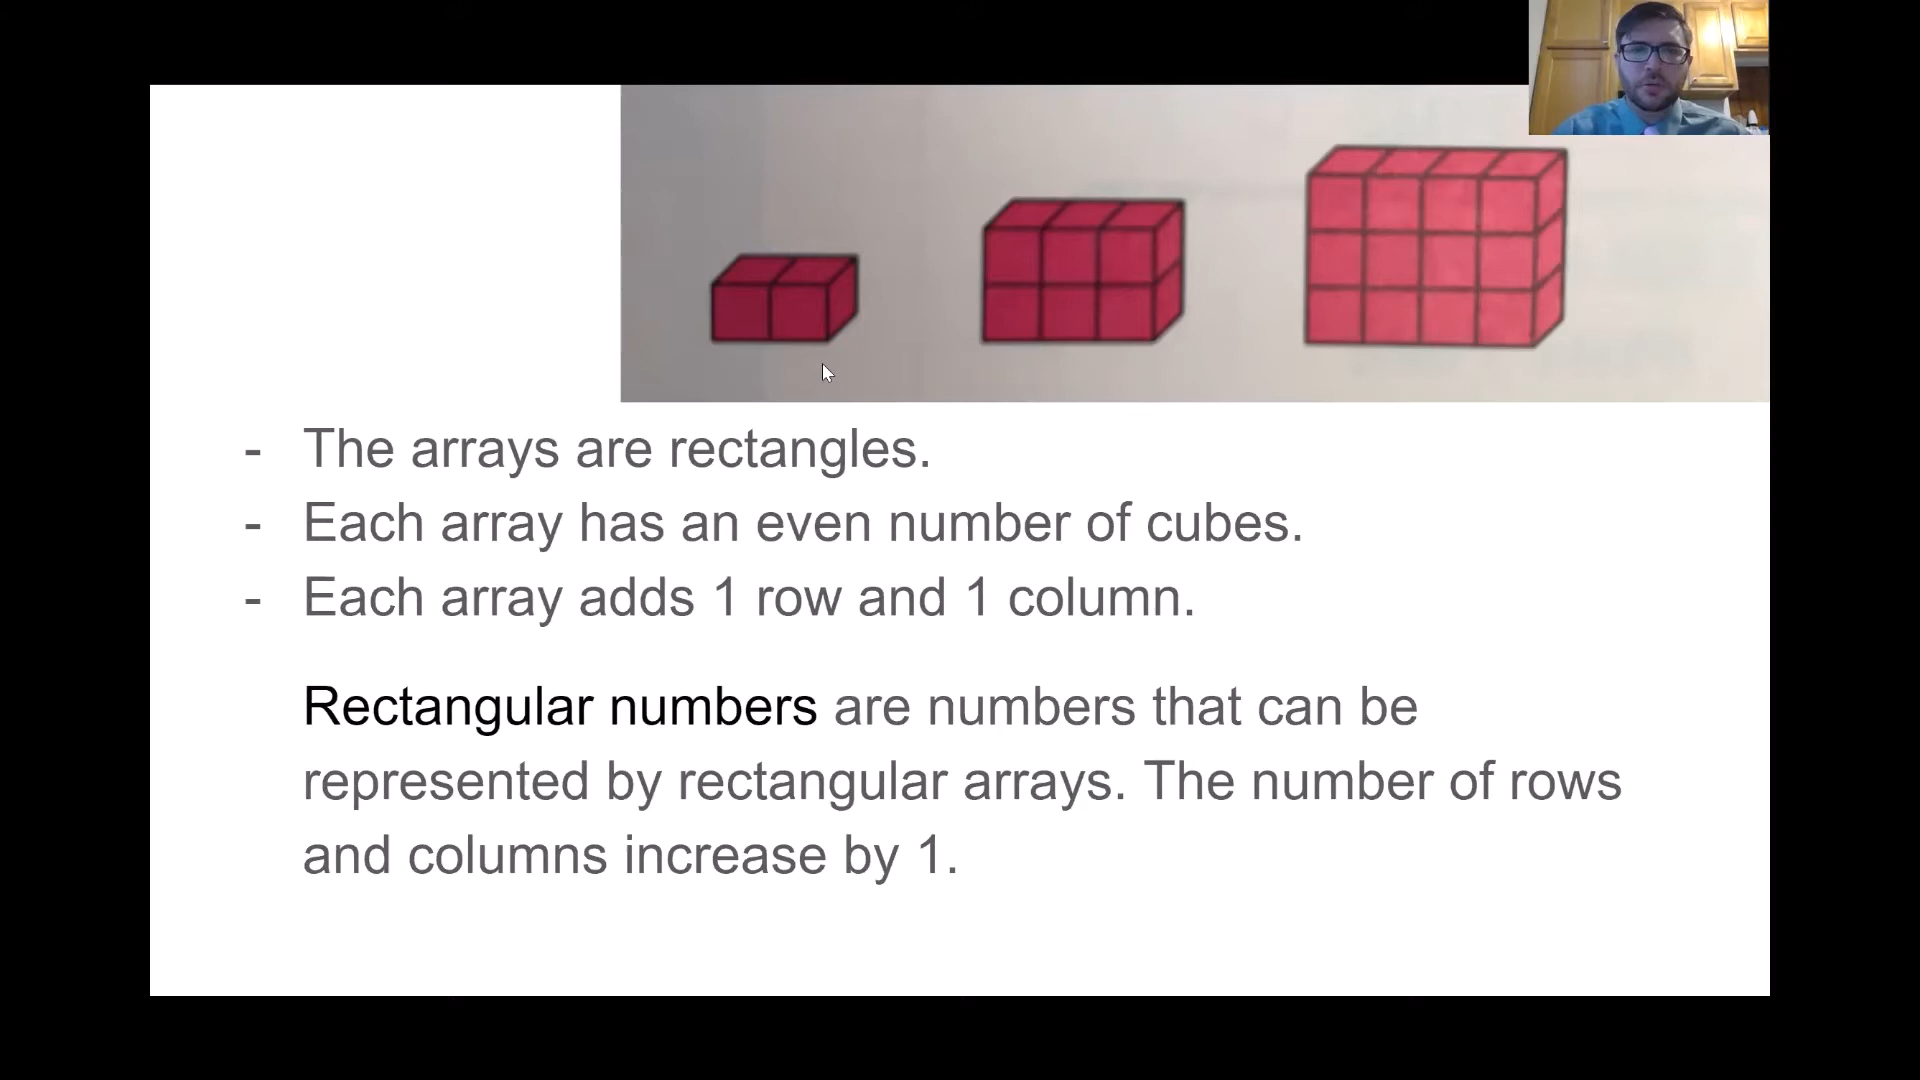 - The arrays are rectangles.
- Each array has an even number of cubes.
- Each array adds 1 row and 1 column.
Rectangular numbers are numbers that can be
represented by rectangular arrays. The number of rows
and columns increase by 1.